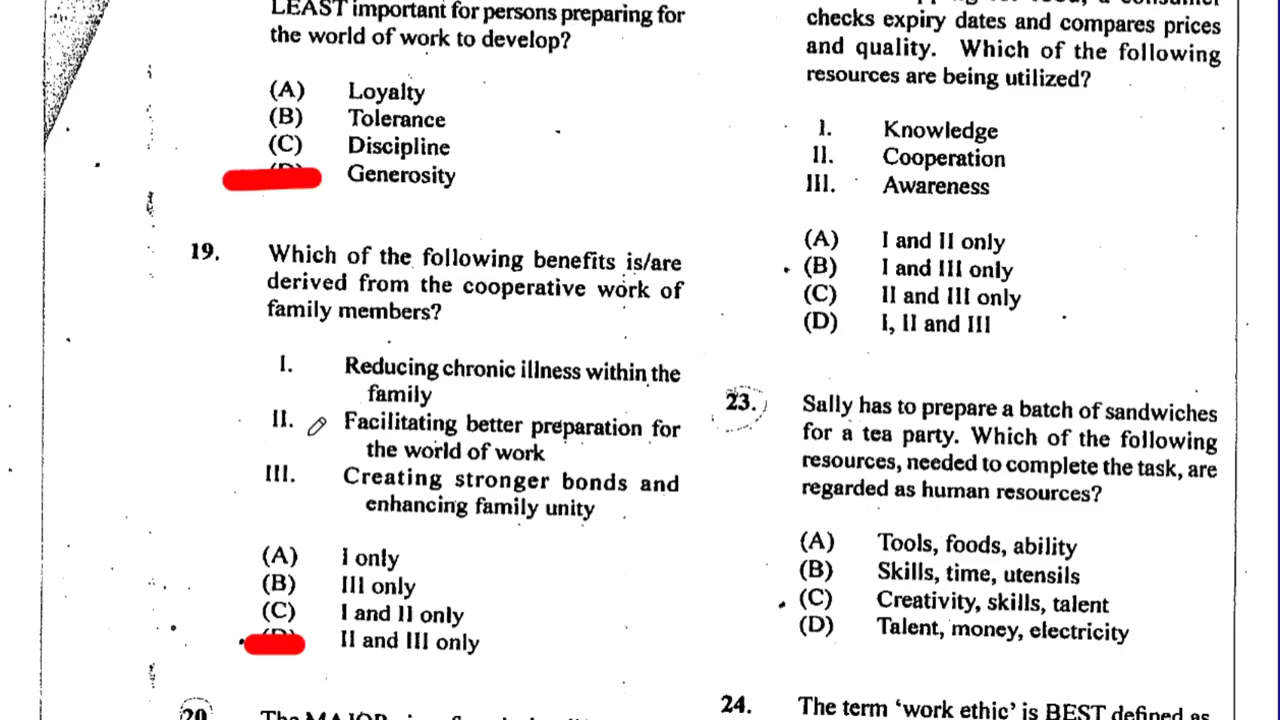 LEAST important for persons preparing for
the world of work to develop?
(A) Loyalty
(B) Tolerance
(C) Discipline
Generosity
19. Which of the following benefits is/are
derived from the cooperative work of
family members?
I. Reducing chronic illness within the
family
II. Facilitating better preparation for
the world of work
III. Creating stronger bonds and
enhancing family unity
(A) I only
(B) III only
(C) I and II only
II and III only
20. The MAJOR
checks expiry dates and compares prices
and quality. Which of the following
resources are being utilized?
I. Knowledge
II. Cooperation
III. Awareness
(A) I and II only
(B) I and III only
(C) II and III only
(D) I, II and III
23. Sally has to prepare a batch of sandwiches
for a tea party. Which of the following
resources, needed to complete the task, are
regarded as human resources?
(A) Tools, foods, ability
(B) Skills, time, utensils
(C) Creativity, skills, talent
(D) Talent, money, electricity
24. The term ‘work ethic’ is BEST defined as